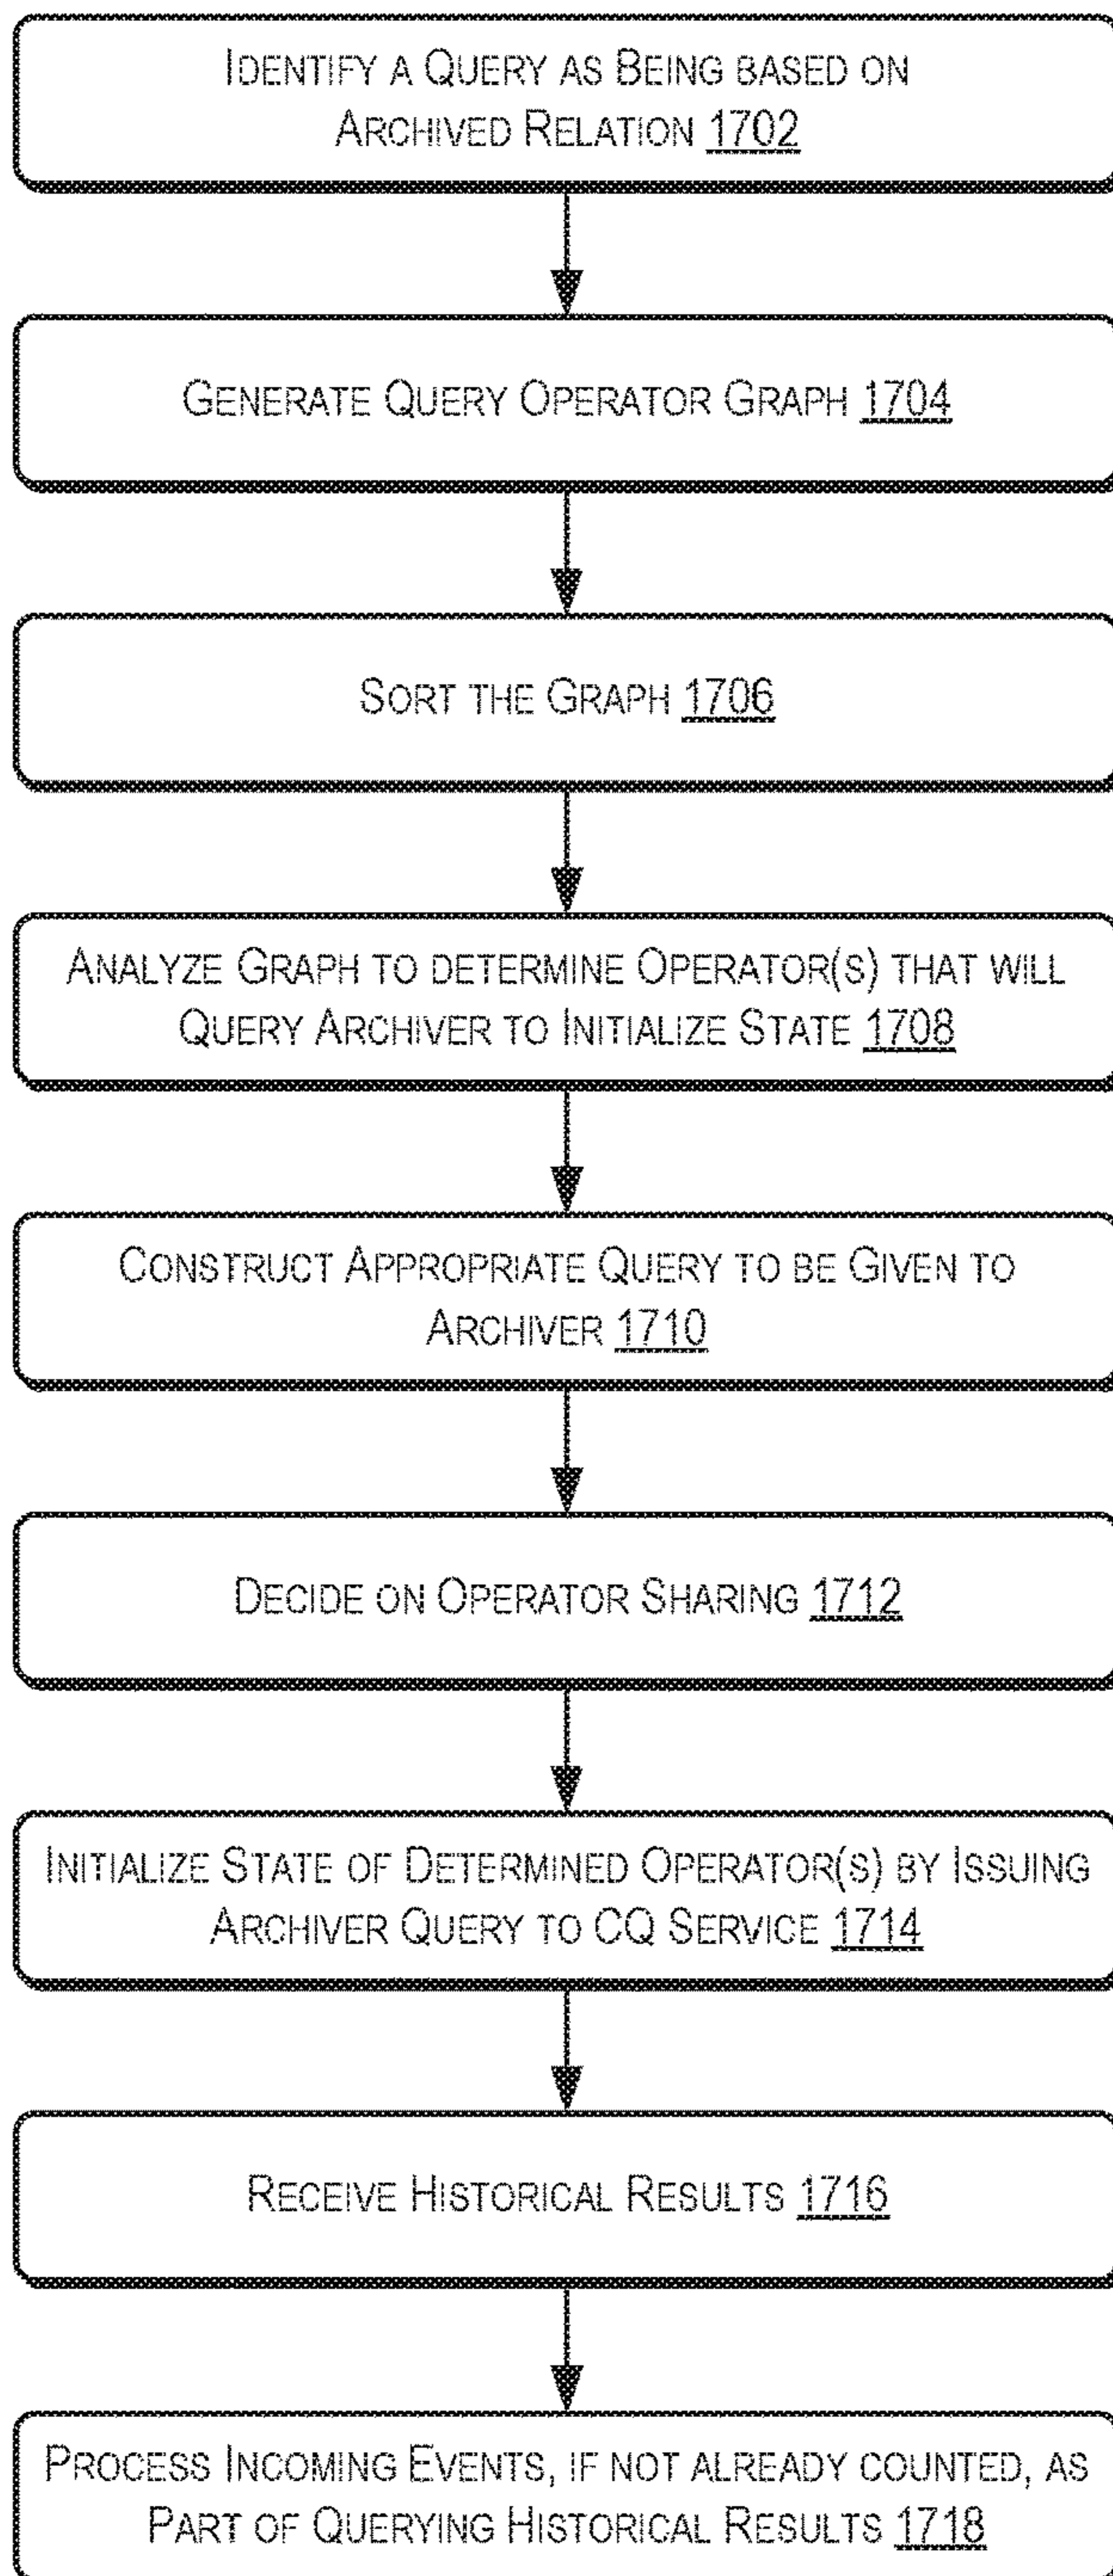 IDENTIFY A QUERY AS BEING BASED ON
ARCHIVED RELATION 1702
GENERATE QUERY OPERATOR GRAPH 1704
SORT THE GRAPH 1706
ANALYZE GRAPH TO DETERMINE OPERATOR(S) THAT WILL
QUERY ARCHIVER TO INITIALIZE STATE 1708
CONSTRUCT APPROPRIATE QUERY TO BE GIVEN TO
ARCHIVER 1710
DECIDE ON OPERATOR SHARING 1712
INITIALIZE STATE OF DETERMINED OPERATOR(S) BY ISSUING
ARCHIVER QUERY TO CQ SERVICE 1714
RECEIVE HISTORICAL RESULTS 1716
PROCESS INCOMING EVENTS, IF NOT ALREADY COUNTED, AS
PART OF QUERYING HISTORICAL RESULTS 1718